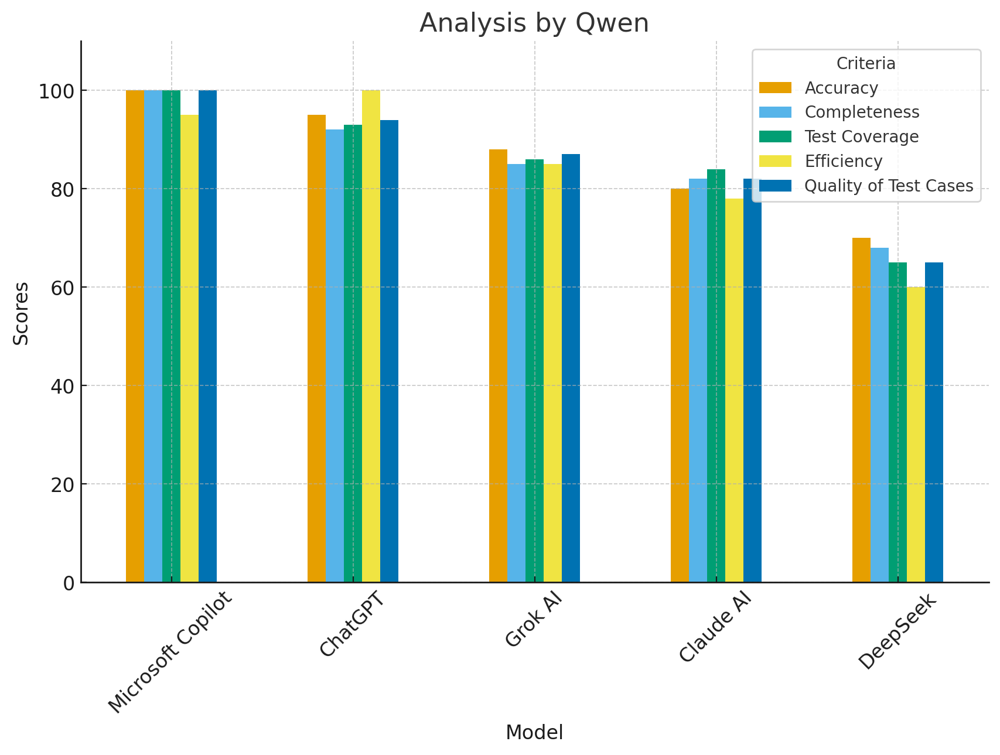 Analysis by Qwen
Criteria
Accuracy
Completeness
Test Coverage
Efficiency
Quality of Test Cases
Scores
100
80
60
40
20
0
Microsoft Copilot
ChatGPT
Grok AI
Claude AI
DeepSeek
Model